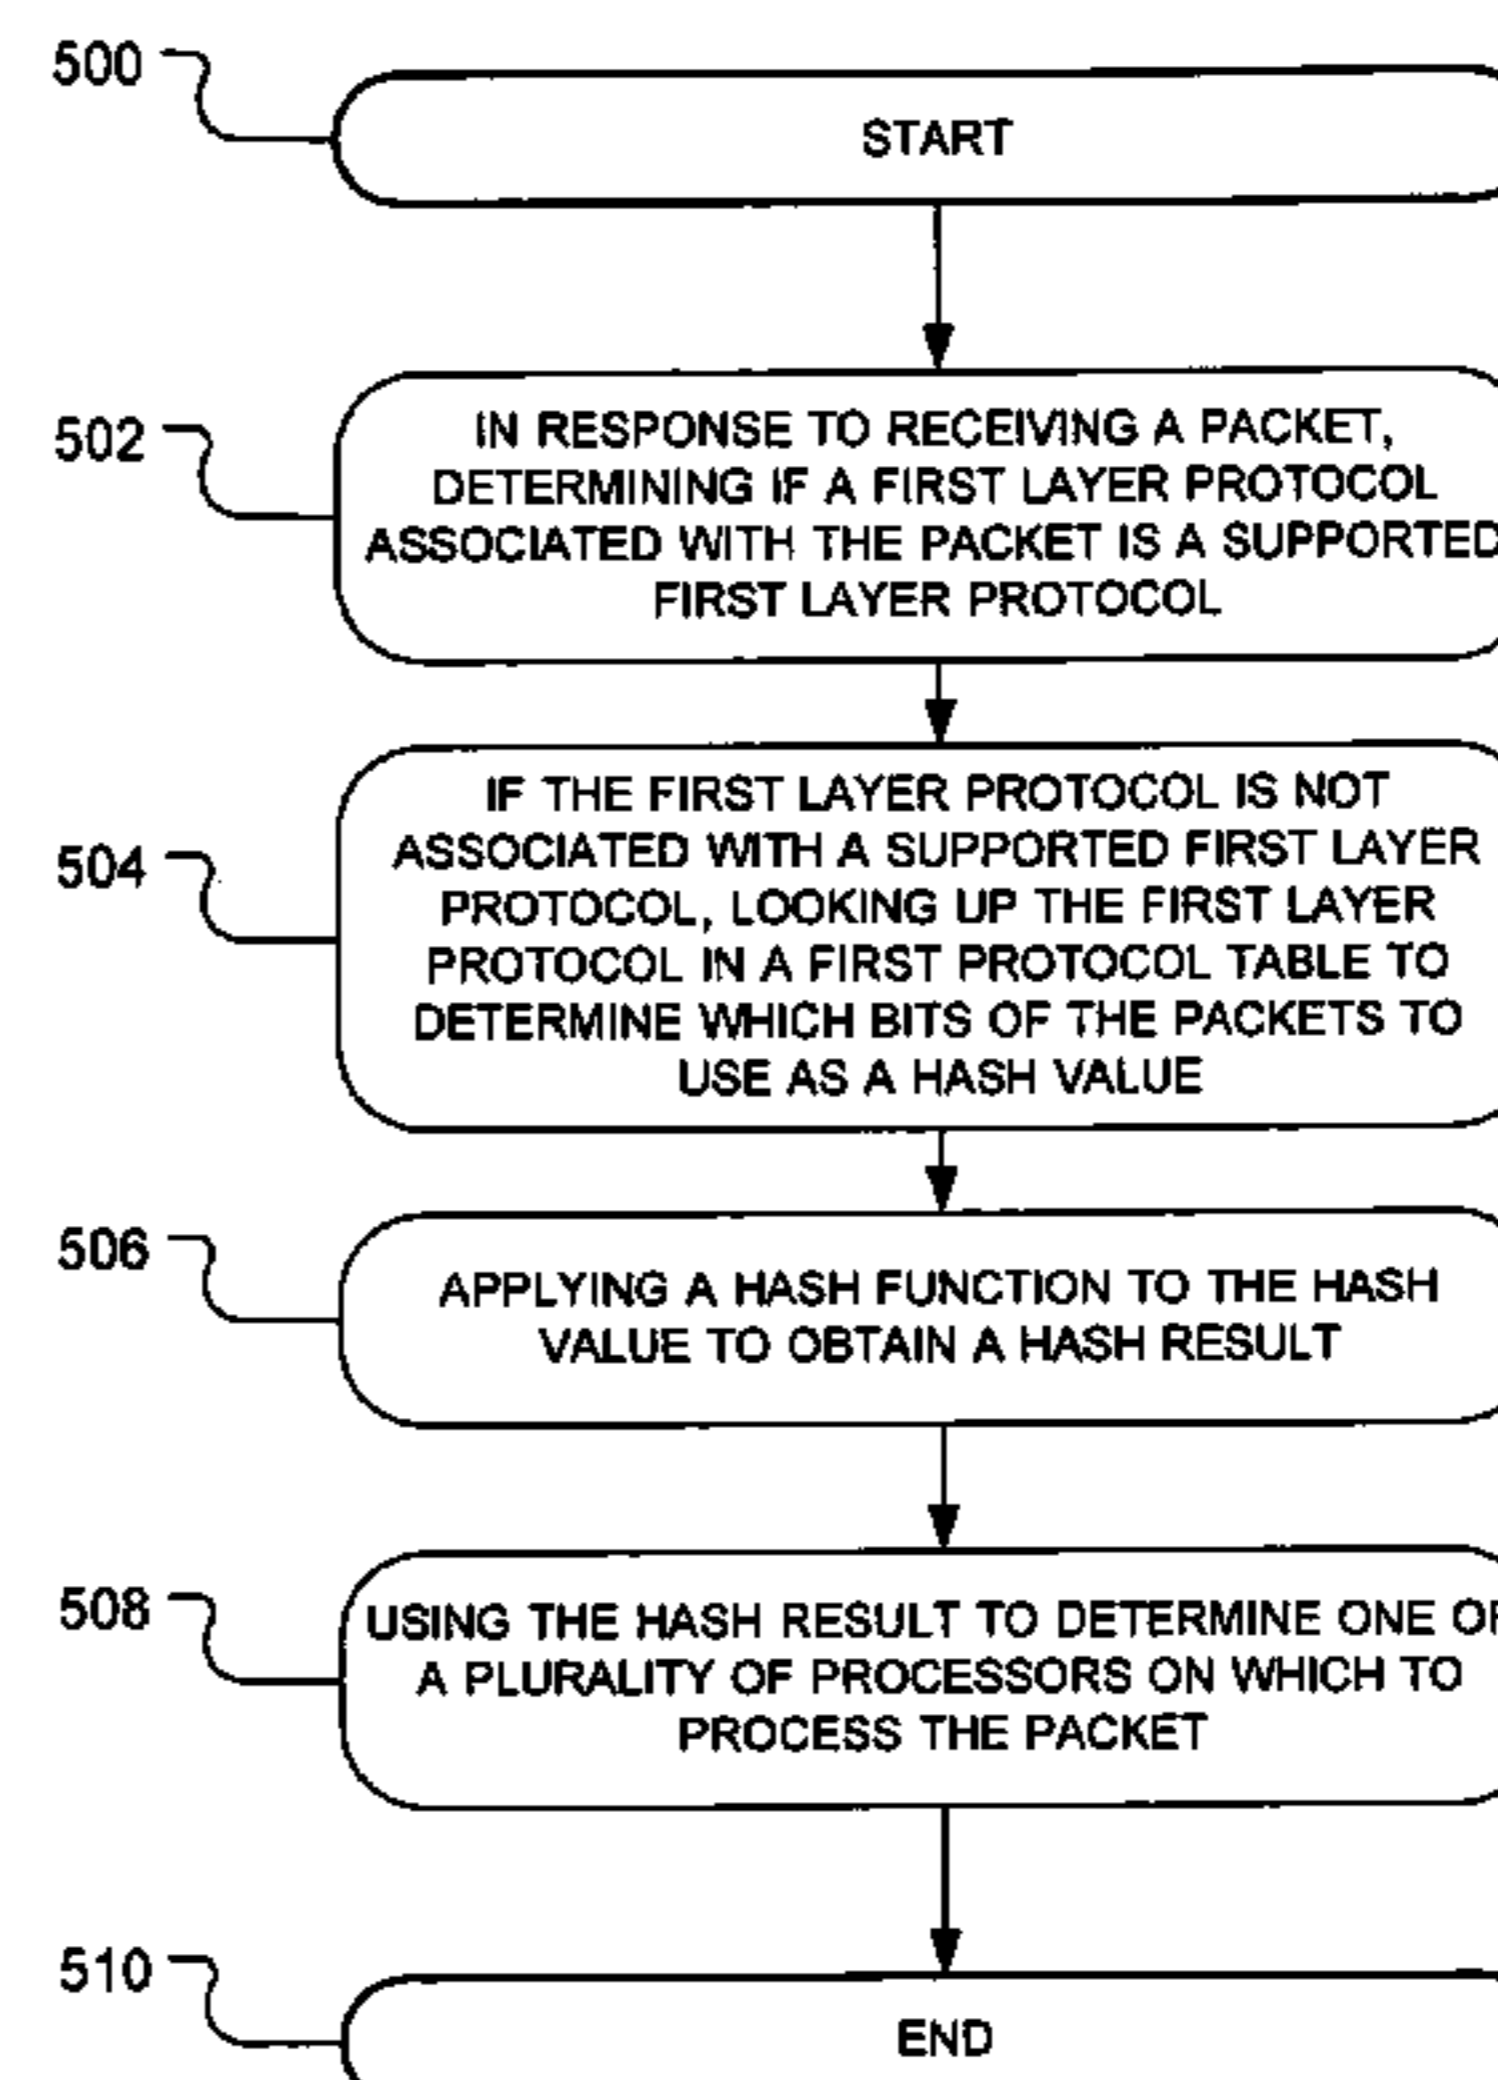 500
START
502
IN RESPONSE TO RECEIVING A PACKET,
DETERMINING IF A FIRST LAYER PROTOCOL
ASSOCIATED WITH THE PACKET IS A SUPPORTED
FIRST LAYER PROTOCOL
504
IF THE FIRST LAYER PROTOCOL IS NOT
ASSOCIATED WITH A SUPPORTED FIRST LAYER
PROTOCOL, LOOKING UP THE FIRST LAYER
PROTOCOL IN A FIRST PROTOCOL TABLE TO
DETERMINE WHICH BITS OF THE PACKETS TO
USE AS A HASH VALUE
506
APPLYING A HASH FUNCTION TO THE HASH
VALUE TO OBTAIN A HASH RESULT
508
USING THE HASH RESULT TO DETERMINE ONE OF
A PLURALITY OF PROCESSORS ON WHICH TO
PROCESS THE PACKET
510
END